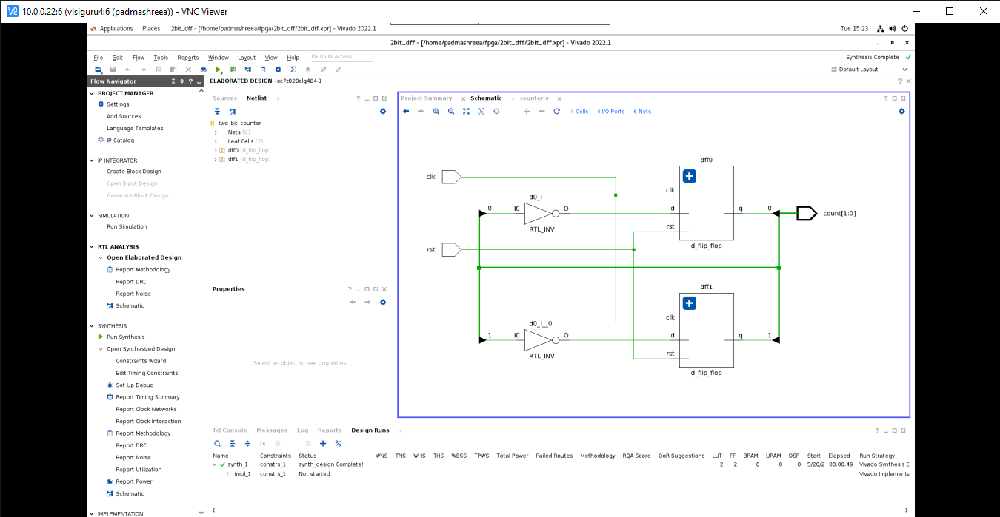 10.0.0.22:6 (vlsiguru4:6 (padmashreea)) - VNC Viewer
Applications Places 2bit_dff - [/home/padmashreea/fpga/2bit_dff/2bit_dff.xpr] - Vivado 2022.1 Tue 15:23
2bit_dff - [/home/padmashreea/fpga/2bit_dff/2bit_dff.xpr] - Vivado 2022.1
File Edit Flow Tools Reports Window Layout View Help Quick Access Synthesis Complete
Default Layout
Flow Navigator
PROJECT MANAGER
Settings
Add Sources
Language Templates
IP Catalog
IP INTEGRATOR
Create Block Design
Open Block Design
Generate Block Design
SIMULATION
Run Simulation
RTL ANALYSIS
Open Elaborated Design
Report Methodology
Report DRC
Report Noise
Schematic
SYNTHESIS
Run Synthesis
Open Synthesized Design
Constraints Wizard
Edit Timing Constraints
Set Up Debug
Report Timing Summary
Report Clock Networks
Report Clock Interaction
Report Methodology
Report DRC
Report Noise
Report Utilization
Report Power
Schematic
IMPLEMENTATION
ELABORATED DESIGN - xc7z020clg484-1
Sources Netlist
two_bit_counter
Nets (6)
Leaf Cells (2)
dff0 (d_flip_flop)
dff1 (d_flip_flop)
Properties
Select an object to see properties
Project Summary Schematic counter.v
4 Cells 4 I/O Ports 6 Nets
dff0
clk
clk
d0_i
0 I0 O d q 0 count[1:0]
rst
RTL_INV
d_flip_flop
rst
dff1
clk
d0_i__0
1 I0 O d q 1
rst
RTL_INV
d_flip_flop
Tcl Console Messages Log Reports Design Runs
Name Constraints Status WNS TNS WHS THS WBSS TPWS Total Power Failed Routes Methodology RQA Score QoR Suggestions LUT FF BRAM URAM DSP Start Elapsed Run Strategy
synth_1 constrs_1 synth_design Complete! 2 2 0 0 0 5/20/2 00:00:49 Vivado Synthesis D
impl_1 constrs_1 Not started Vivado Implementa